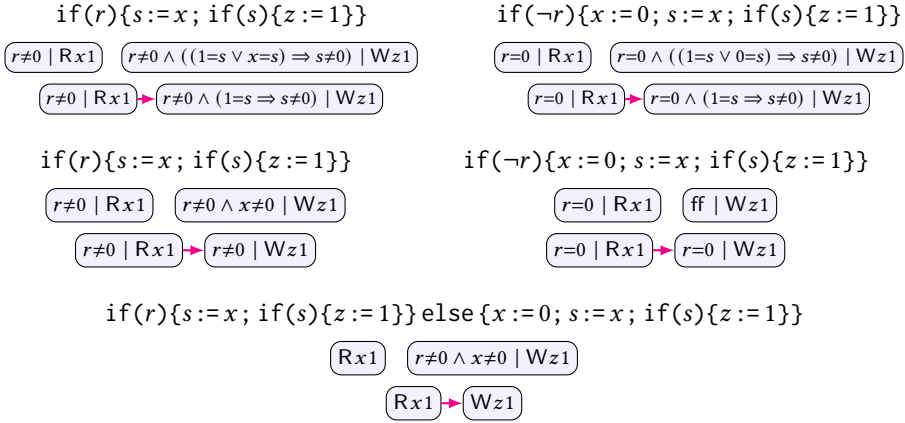 if(r){s:=x; if(s){z:=1}} if(¬r){x:=0; s:=x; if(s){z:=1}}
r≠0 | Rx1 r≠0 ∧ ((1=s ∨ x=s) ⇒ s≠0) | Wz1 r=0 | Rx1 r=0 ∧ ((1=s ∨ 0=s) ⇒ s≠0) | Wz1
r≠0 | Rx1 r≠0 ∧ (1=s ⇒ s≠0) | Wz1 r=0 | Rx1 r=0 ∧ (1=s ⇒ s≠0) | Wz1
if(r){s:=x; if(s){z:=1}} if(¬r){x:=0; s:=x; if(s){z:=1}}
r≠0 | Rx1 r≠0 ∧ x≠0 | Wz1 r=0 | Rx1 ff | Wz1
r≠0 | Rx1 r≠0 | Wz1 r=0 | Rx1 r=0 | Wz1
if(r){s:=x; if(s){z:=1}} else {x:=0; s:=x; if(s){z:=1}}
Rx1 r≠0 ∧ x≠0 | Wz1
Rx1 Wz1